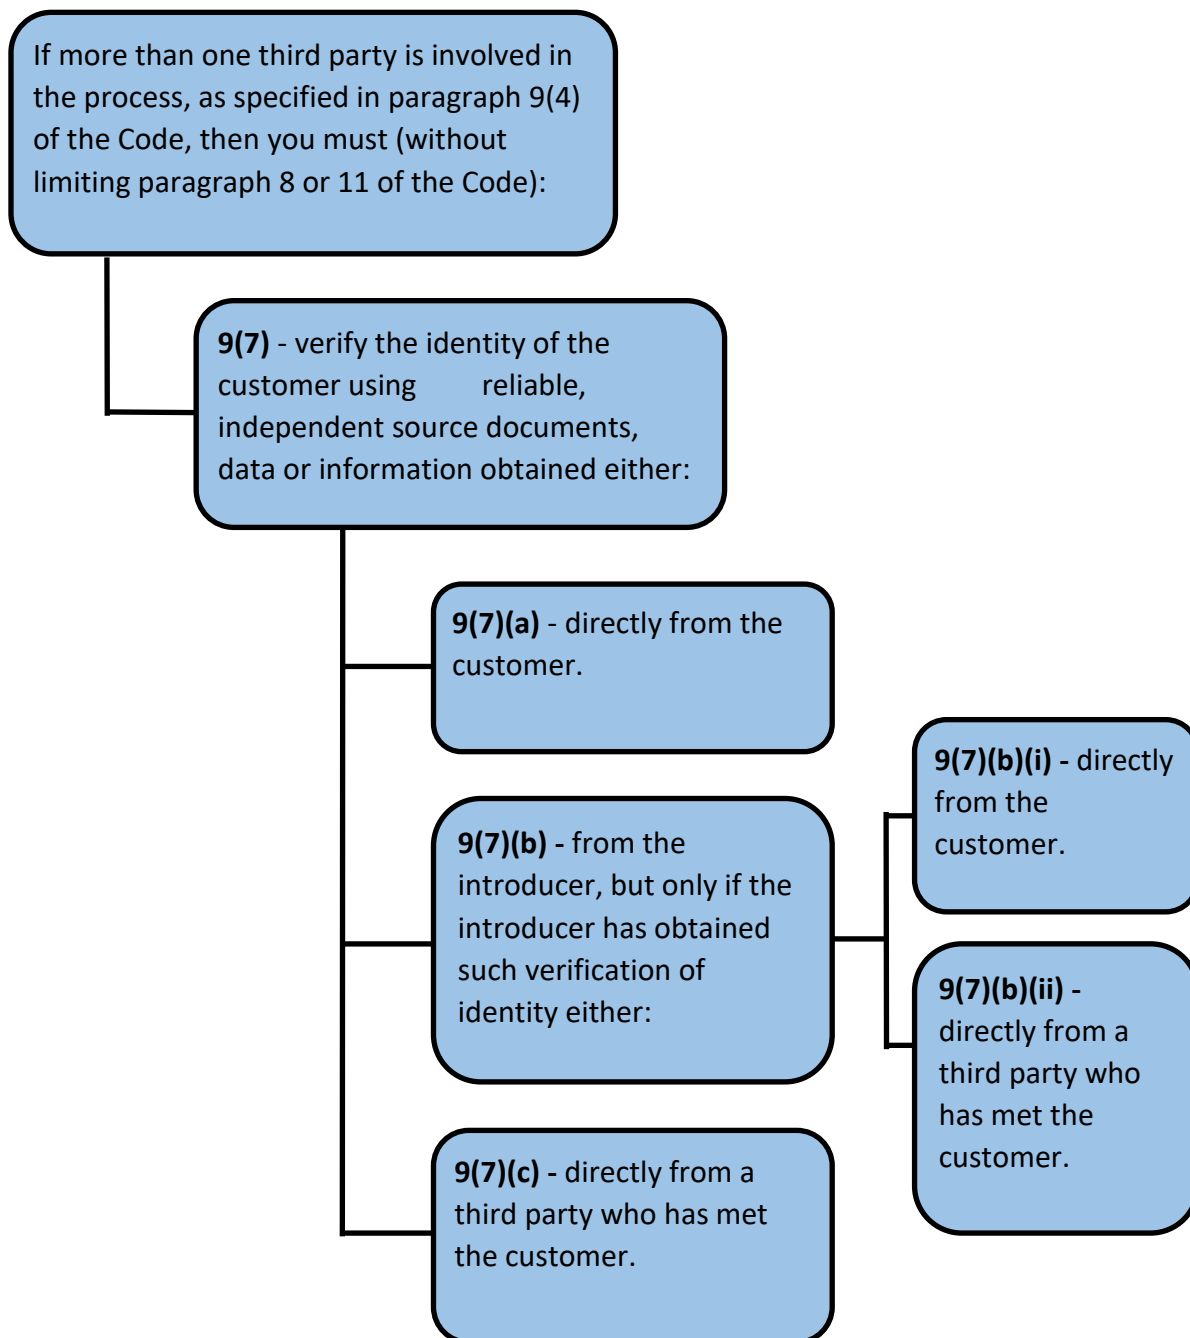 If more than one third party is involved in
the process, as specified in paragraph 9(4)
of the Code, then you must (without
limiting paragraph 8 or 11 of the Code):
9(7) - verify the identity of the
customer using reliable,
independent source documents,
data or information obtained either:
9(7)(a) - directly from the
customer.
9(7)(b) - from the
introducer, but only if the
introducer has obtained
such verification of
identity either:
9(7)(b)(i) - directly
from the
customer.
9(7)(b)(ii) -
directly from a
third party who
has met the
customer.
9(7)(c) - directly from a
third party who has met
the customer.